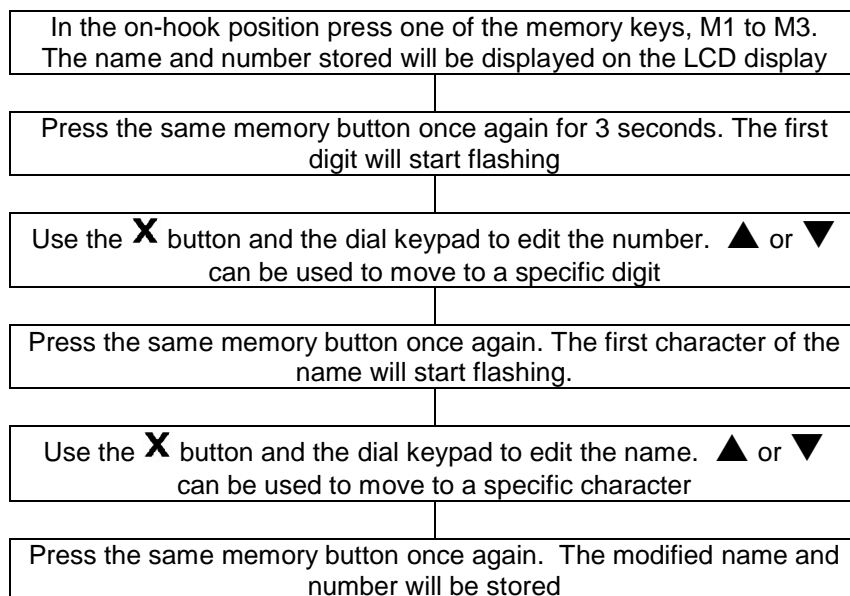 In the on-hook position press one of the memory keys, M1 to M3.
The name and number stored will be displayed on the LCD display
Press the same memory button once again for 3 seconds. The first
digit will start flashing
Use the X button and the dial keypad to edit the number. ▲ or ▼
can be used to move to a specific digit
Press the same memory button once again. The first character of the
name will start flashing.
Use the X button and the dial keypad to edit the name. ▲ or ▼
can be used to move to a specific character
Press the same memory button once again. The modified name and
number will be stored